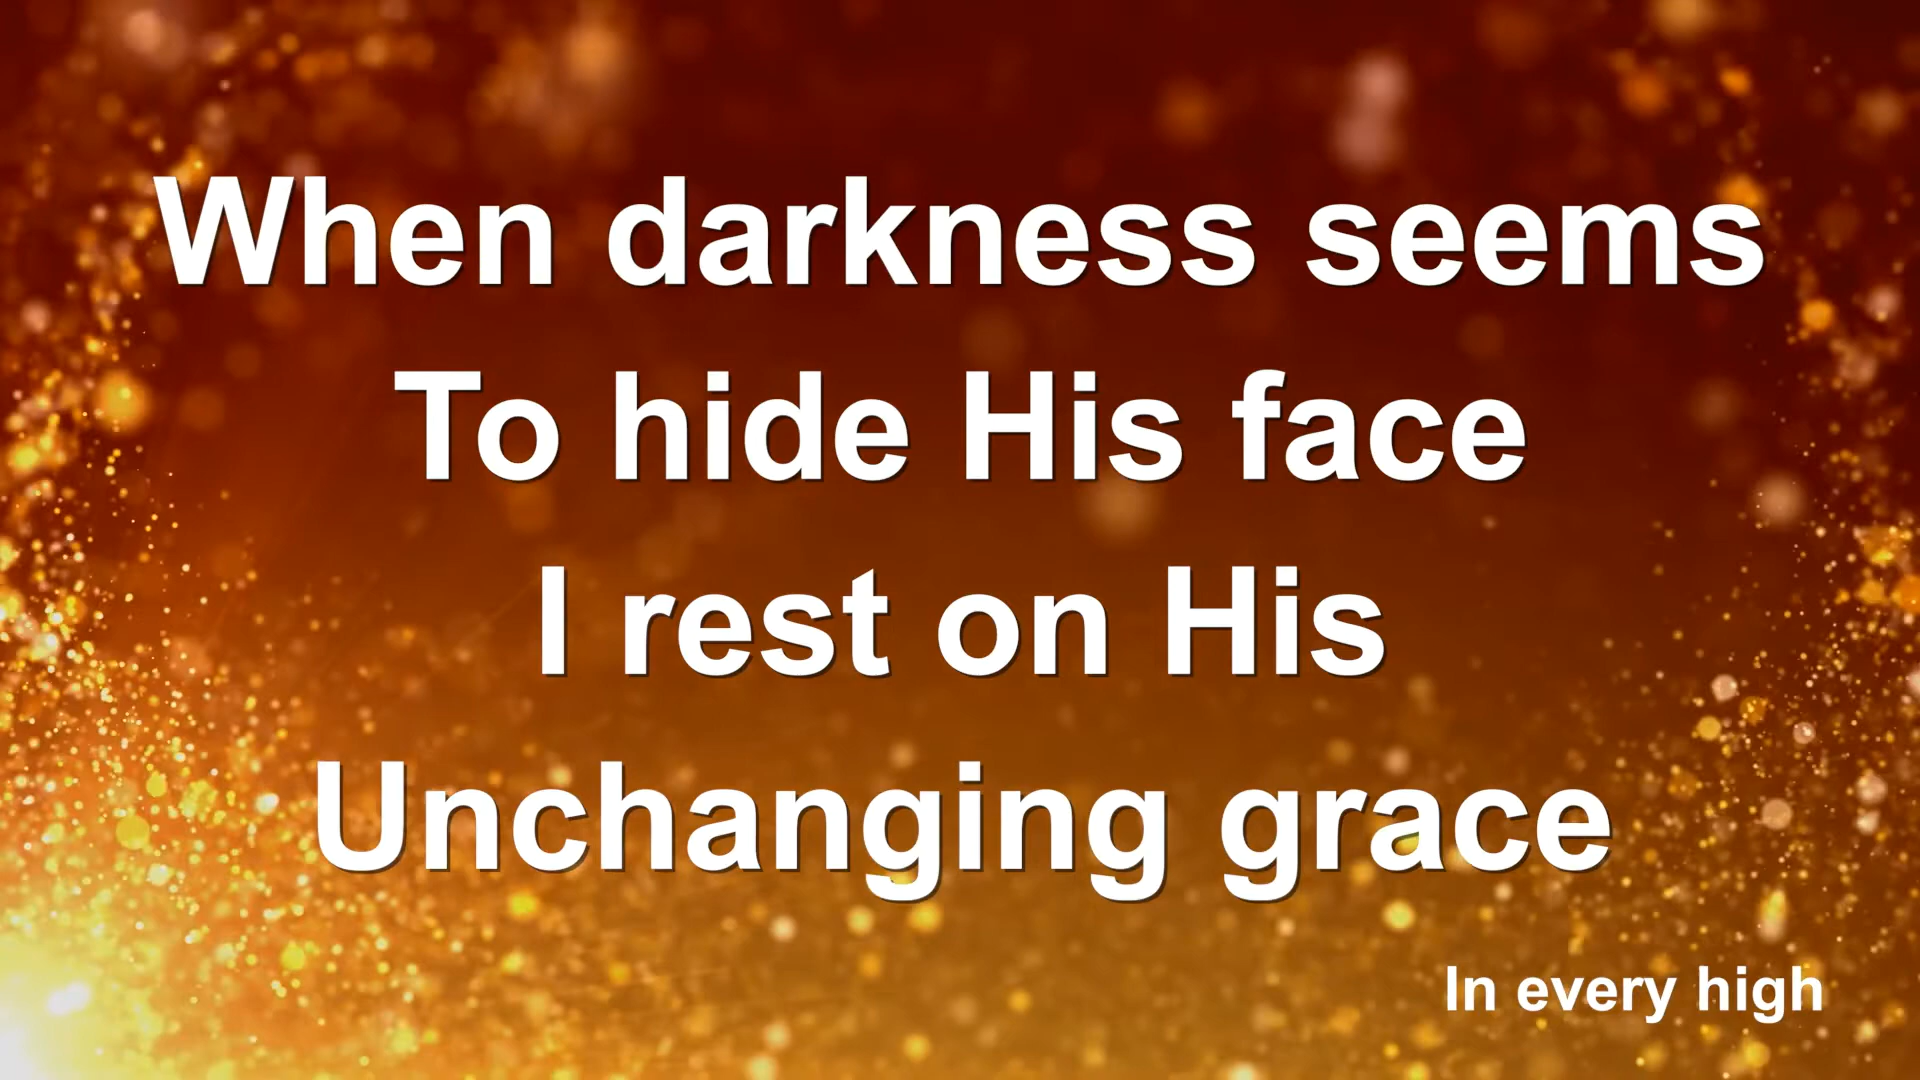 When darkness seems
To hide His face
I rest on His
Unchanging grace
In every high